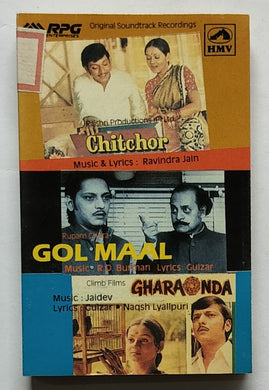 RPG
Original Soundtrack Recordings
HMV
Chitchor
Music & Lyrics : Ravindra Jain
GOL MAAL
Music : R.D. Burman Lyrics : Gulzar
Climb Films
GHARAONDA
Music : Jaidev
Lyrics : Gulzar • Naqsh Lyallpuri